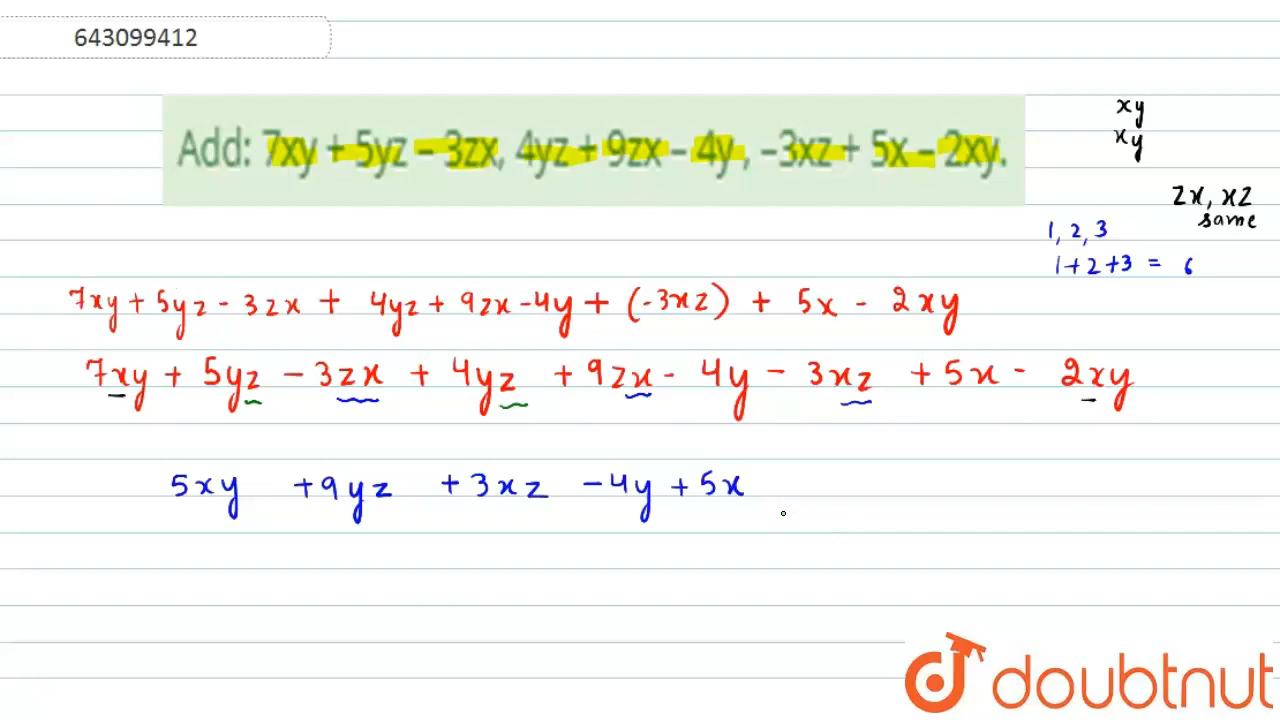 643099412
Add: 7xy + 5yz – 3zx, 4yz + 9zx – 4y , –3xz + 5x – 2xy.
xy
xy
zx, xz
same
1, 2, 3
1+2+3 = 6
7xy + 5yz - 3zx + 4yz + 9zx - 4y + (-3xz) + 5x - 2xy
7xy + 5yz - 3zx + 4yz + 9zx - 4y - 3xz + 5x - 2xy
5xy + 9yz + 3xz - 4y + 5x
doubtnut